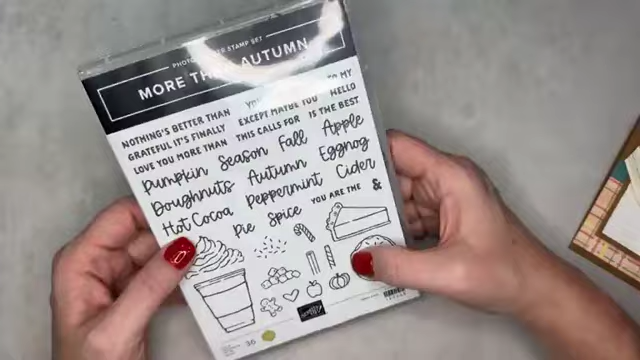 PHOTOPOLYMER STAMP SET
MORE THAN AUTUMN
NOTHING'S BETTER THAN
GRATEFUL IT'S FINALLY
LOVE YOU MORE THAN
TO MY
EXCEPT MAYBE YOU HELLO
THIS CALLS FOR IS THE BEST
Pumpkin Season Fall Apple
Doughnuts Autumn Eggnog
Hot Cocoa Peppermint Cider
Pie Spice YOU ARE THE &
36